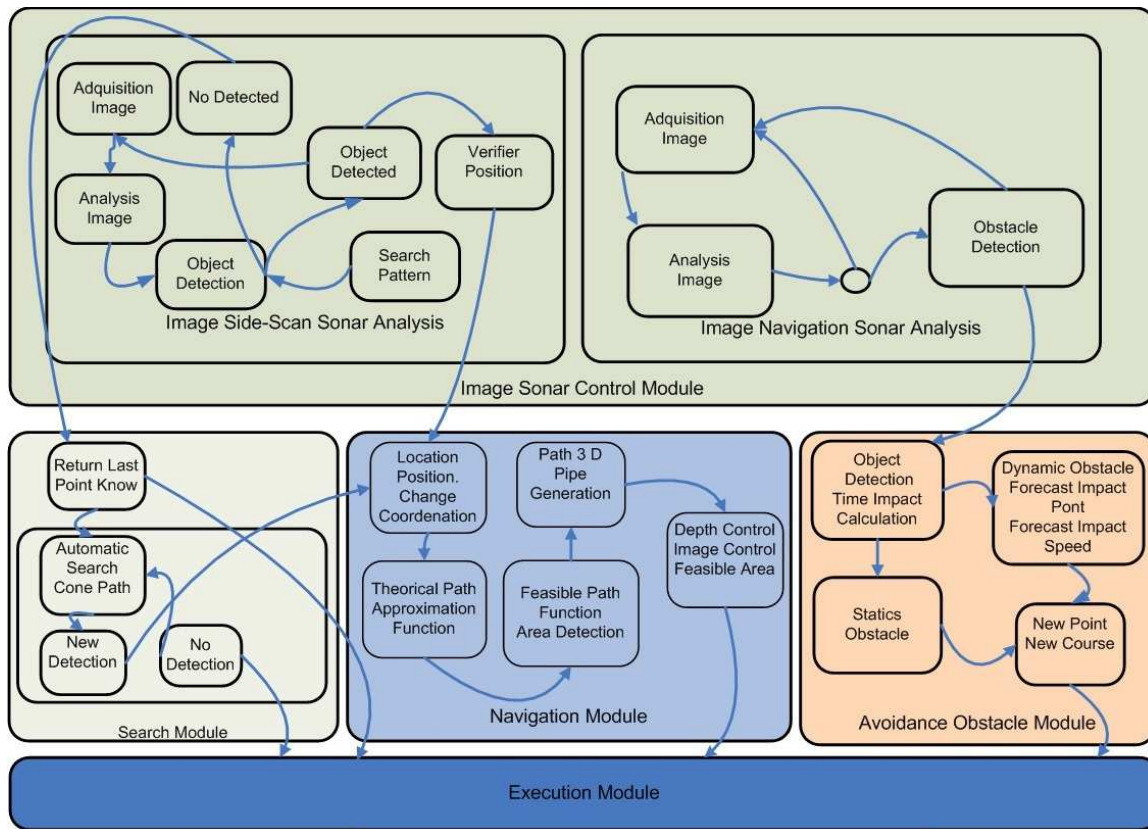 Adquisition
Image
No Detected
Object
Detected
Verifier
Position
Analysis
Image
Object
Detection
Search
Pattern
Image Side-Scan Sonar Analysis
Adquisition
Image
Analysis
Image
Obstacle
Detection
Image Navigation Sonar Analysis
Image Sonar Control Module
Return Last
Point Know
Automatic
Search
Cone Path
New
Detection
No
Detection
Search Module
Location
Position.
Change
Coordenation
Path 3 D
Pipe
Generation
Depth Control
Image Control
Feasible Area
Theorical Path
Approximation
Function
Feasible Path
Function
Area Detection
Navigation Module
Object
Detection
Time Impact
Calculation
Dynamic Obstacle
Forecast Impact
Pont
Forecast Impact
Speed
Statics
Obstacle
New Point
New Course
Avoidance Obstacle Module
Execution Module